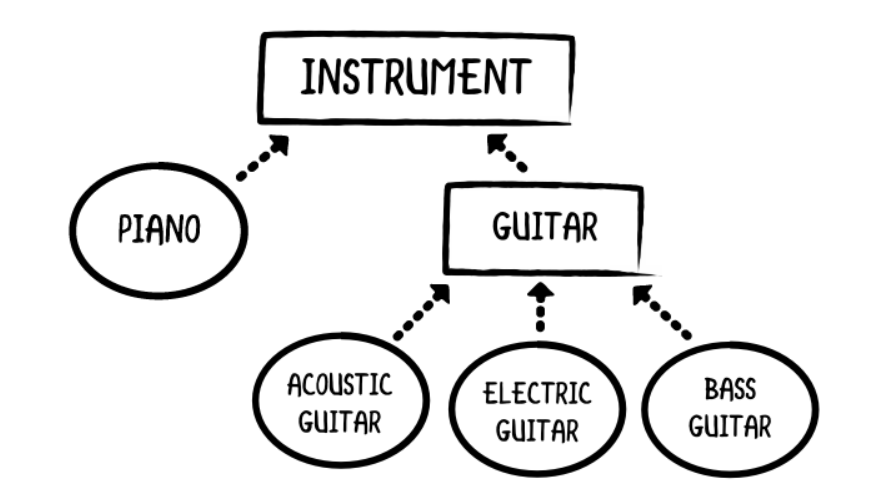 INSTRUMENT
PIANO
GUITAR
ACOUSTIC
GUITAR
ELECTRIC
GUITAR
BASS
GUITAR